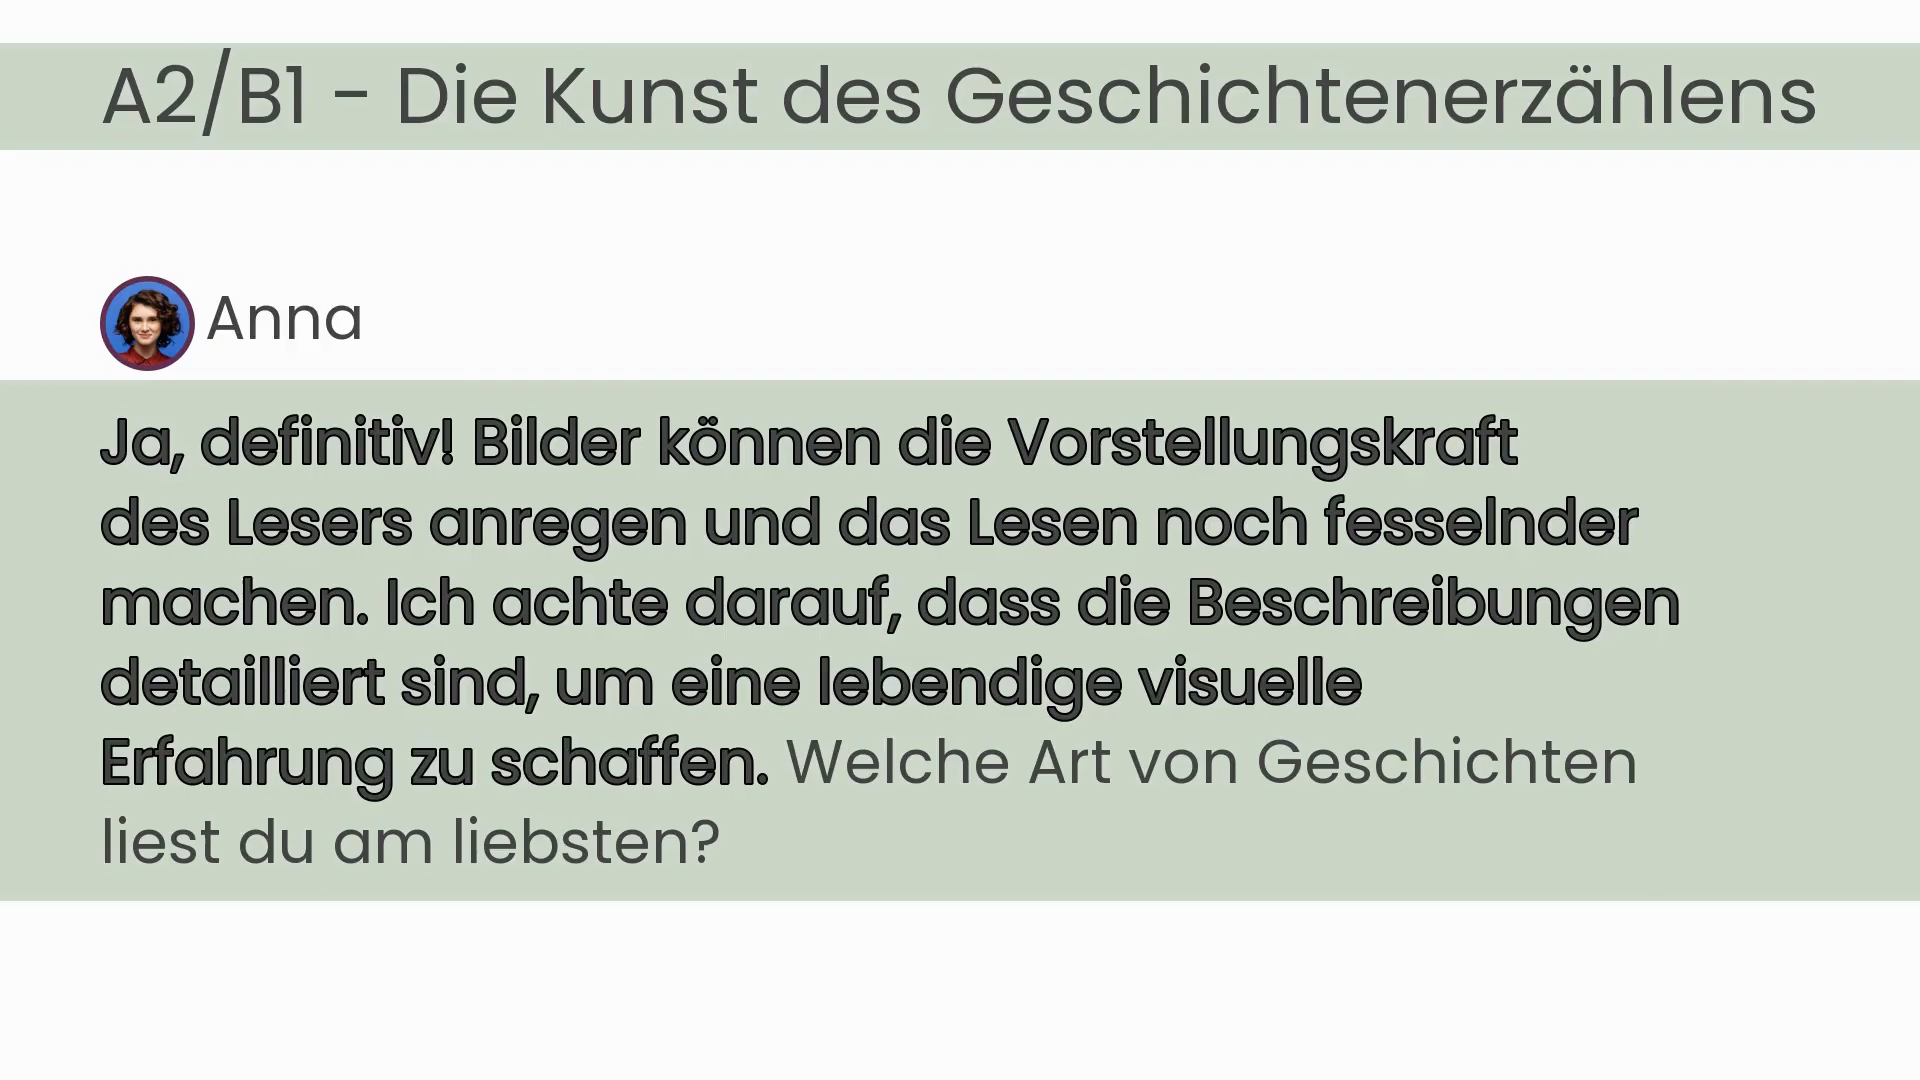 A2/B1 - Die Kunst des Geschichtenerzählens
Anna
Ja, definitiv! Bilder können die Vorstellungskraft
des Lesers anregen und das Lesen noch fesselnder
machen. Ich achte darauf, dass die Beschreibungen
detailliert sind, um eine lebendige visuelle
Erfahrung zu schaffen. Welche Art von Geschichten
liest du am liebsten?